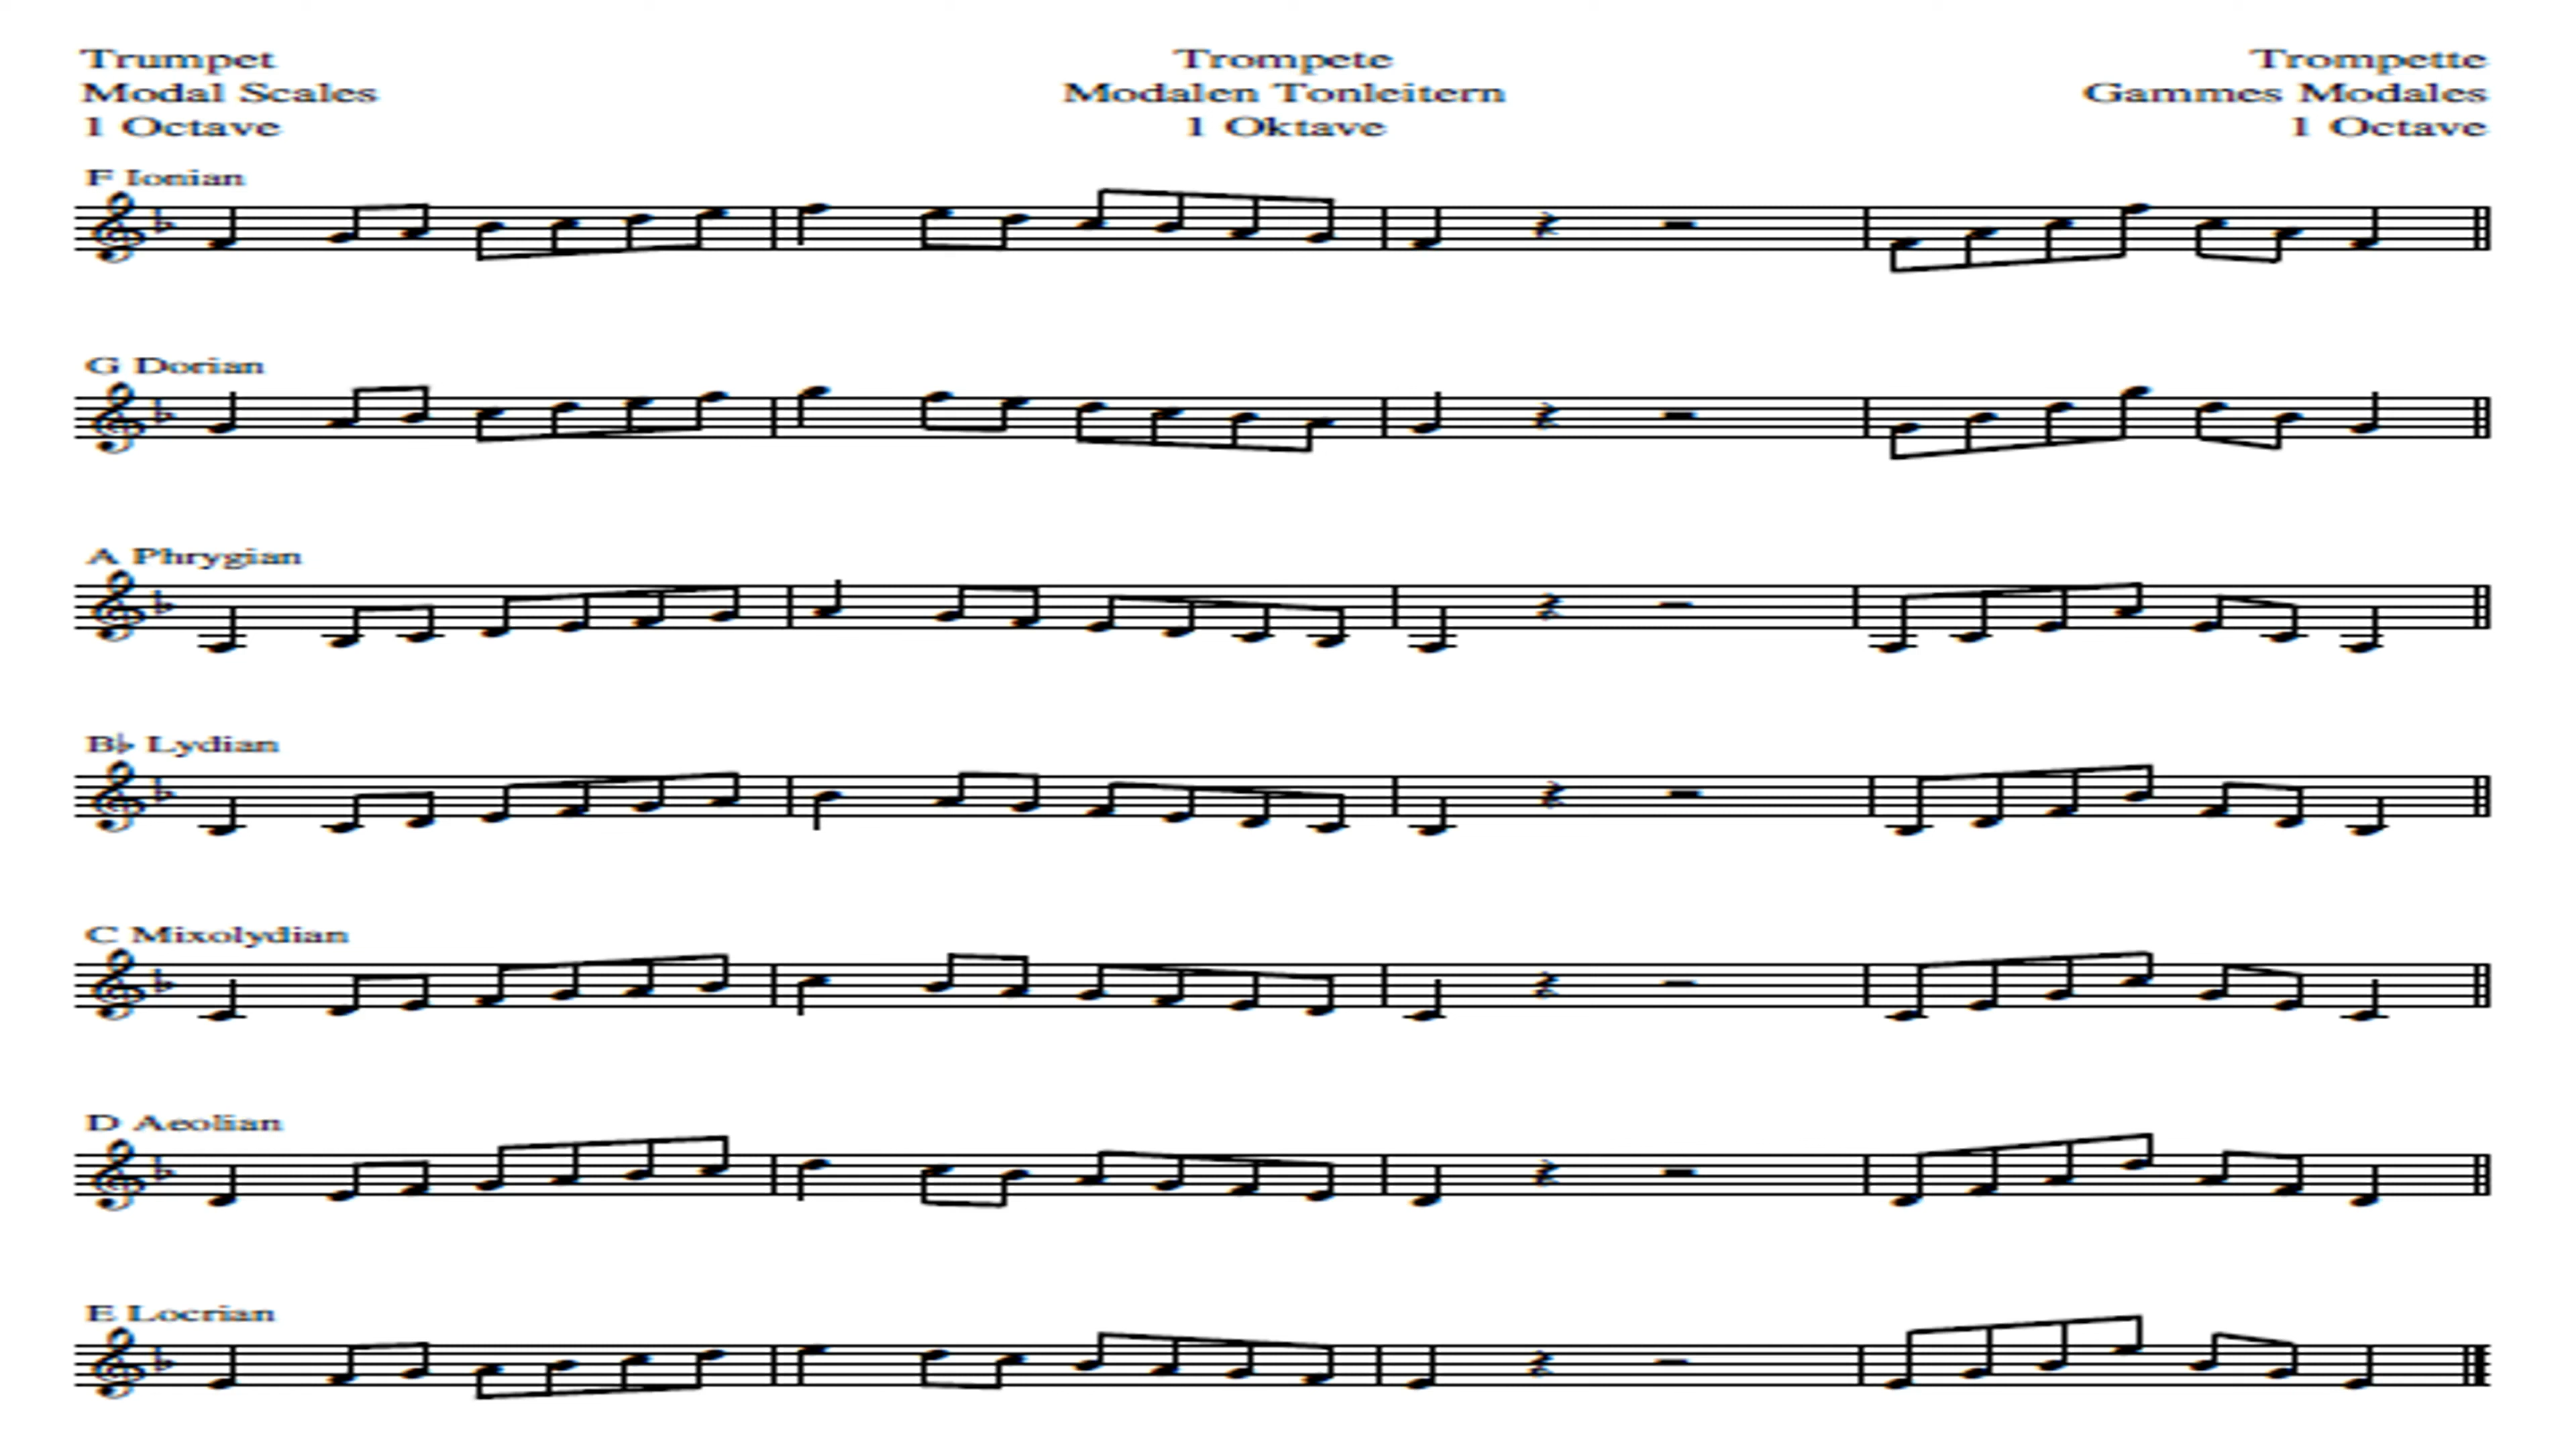 Trumpet
Modal Scales
1 Octave
Trompete
Modalen Tonleitern
1 Oktave
Trompette
Gammes Modales
1 Octave
F Ionian
G Dorian
A Phrygian
B♭ Lydian
C Mixolydian
D Aeolian
E Locrian